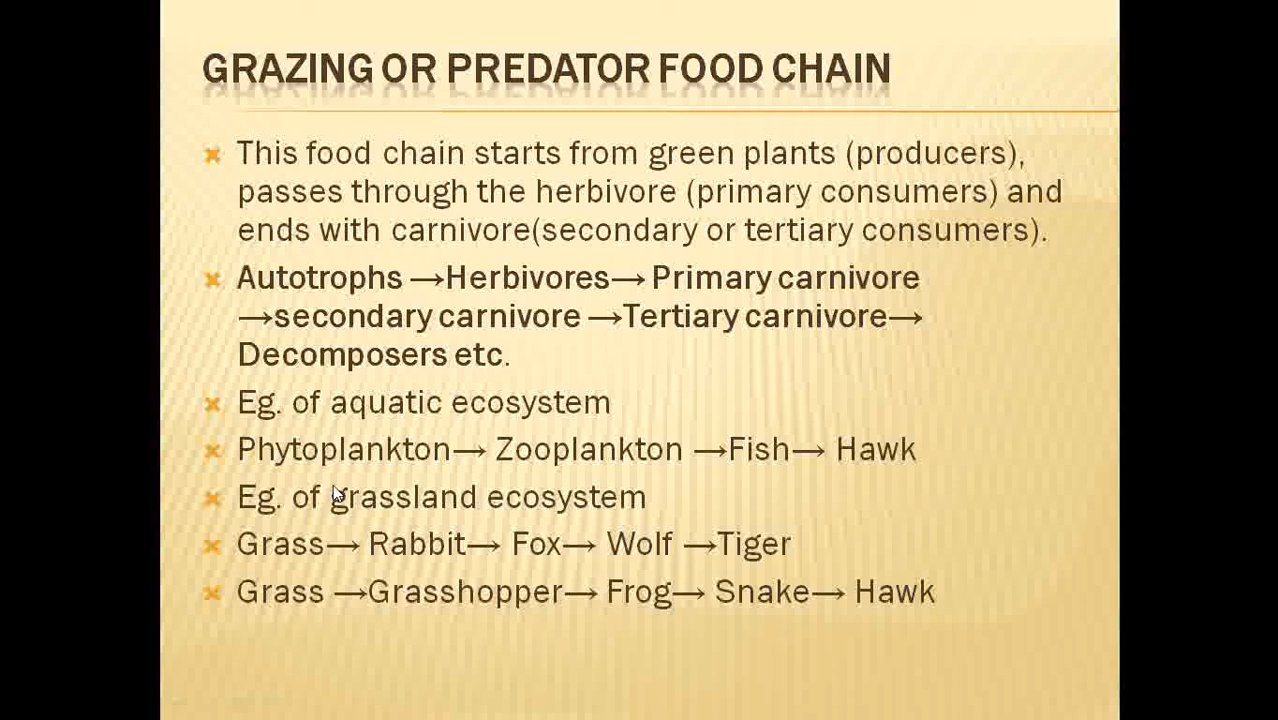 GRAZING OR PREDATOR FOOD CHAIN
This food chain starts from green plants (producers),
passes through the herbivore (primary consumers) and
ends with carnivore(secondary or tertiary consumers).
Autotrophs →Herbivores→ Primary carnivore
→secondary carnivore →Tertiary carnivore→
Decomposers etc.
Eg. of aquatic ecosystem
Phytoplankton→ Zooplankton →Fish→ Hawk
Eg. of grassland ecosystem
Grass→ Rabbit→ Fox→ Wolf →Tiger
Grass →Grasshopper→ Frog→ Snake→ Hawk